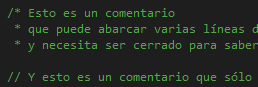 /* Esto es un comentario
* que puede abarcar varias líneas d
* y necesita ser cerrado para saber
// Y esto es un comentario que sólo